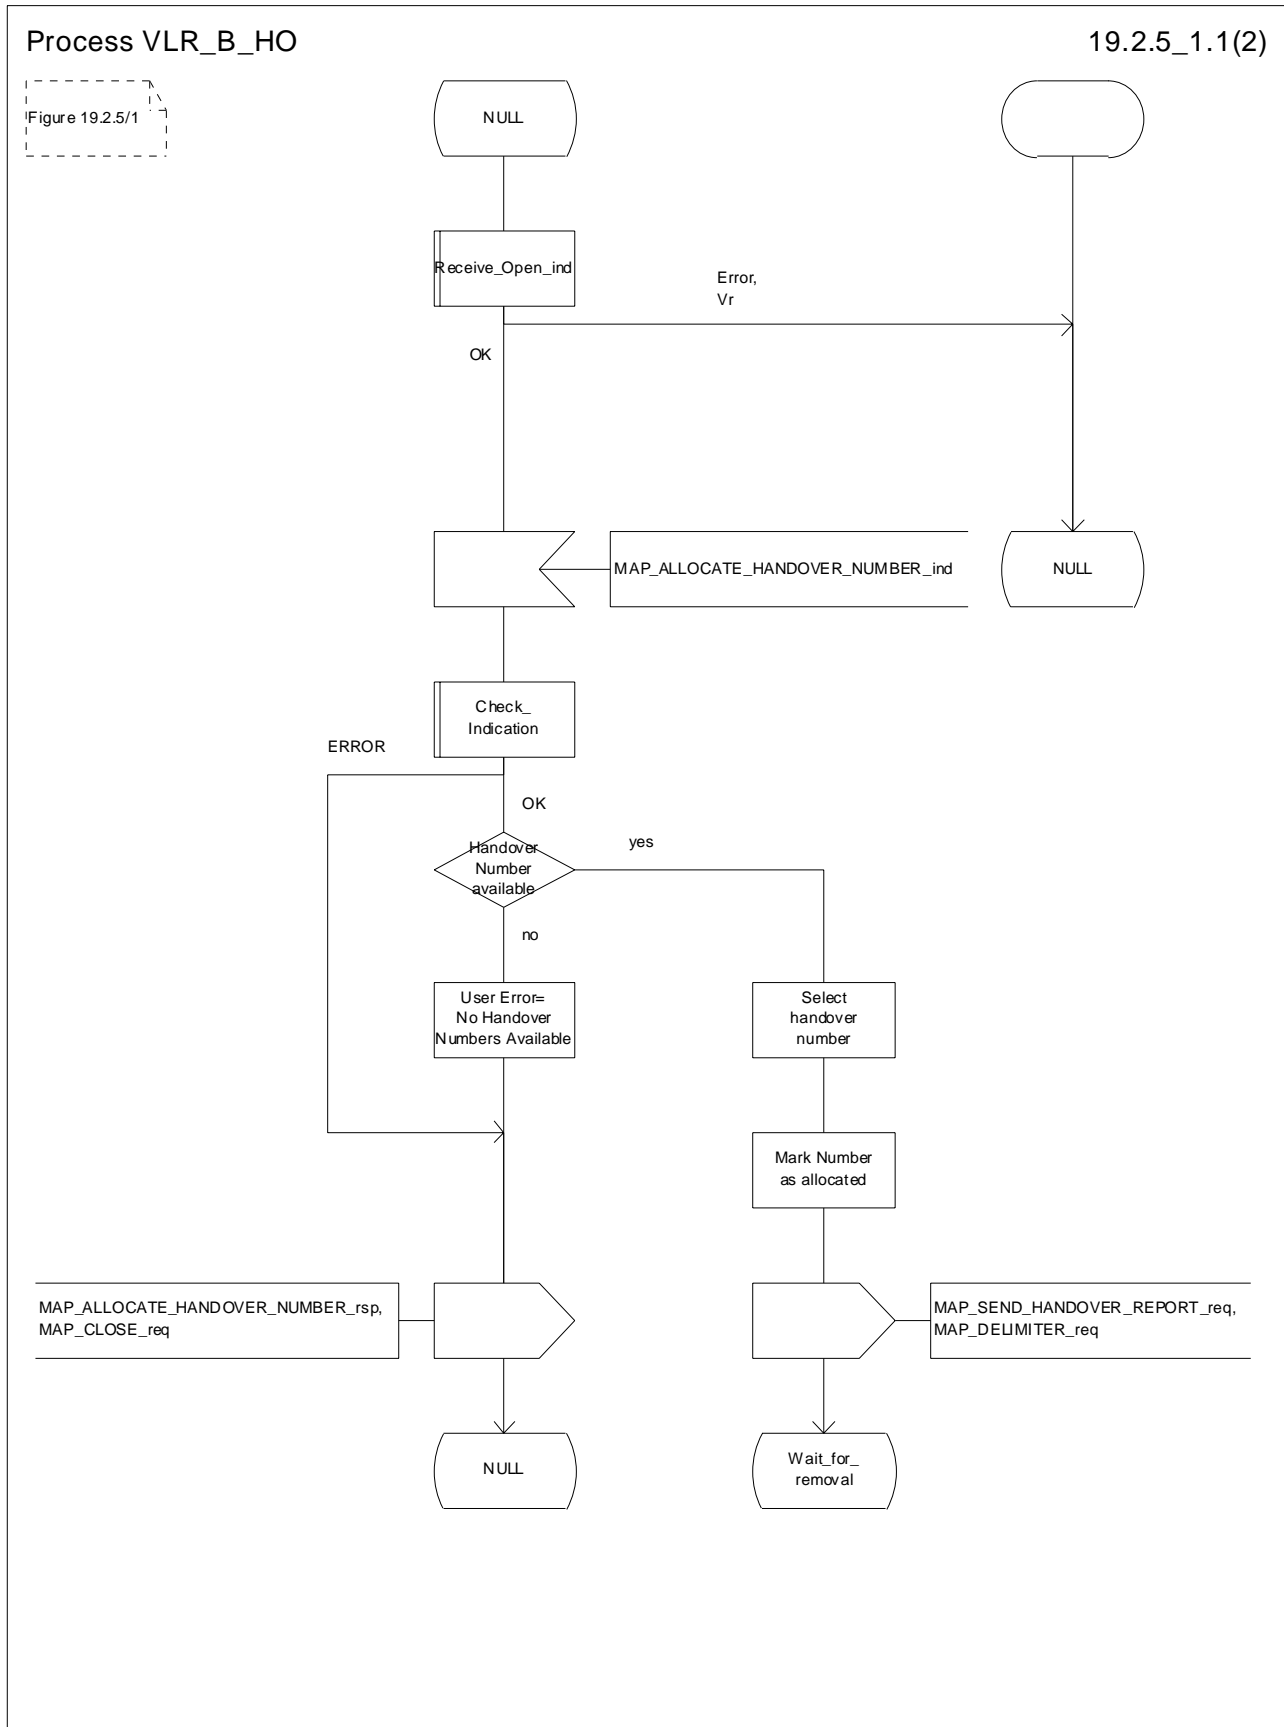 Process VLR_B_HO
19.2.5_1.1(2)
Figure 19.2.5/1
NULL
Receive_Open_ind
Error,
Vr
OK
MAP_ALLOCATE_HANDOVER_NUMBER_ind
NULL
Check_
Indication
ERROR
OK
Handover
Number
available
yes
no
User Error=
No Handover
Numbers Available
Select
handover
number
Mark Number
as allocated
MAP_ALLOCATE_HANDOVER_NUMBER_rsp,
MAP_CLOSE_req
MAP_SEND_HANDOVER_REPORT_req,
MAP_DELIMITER_req
NULL
Wait_for_
removal